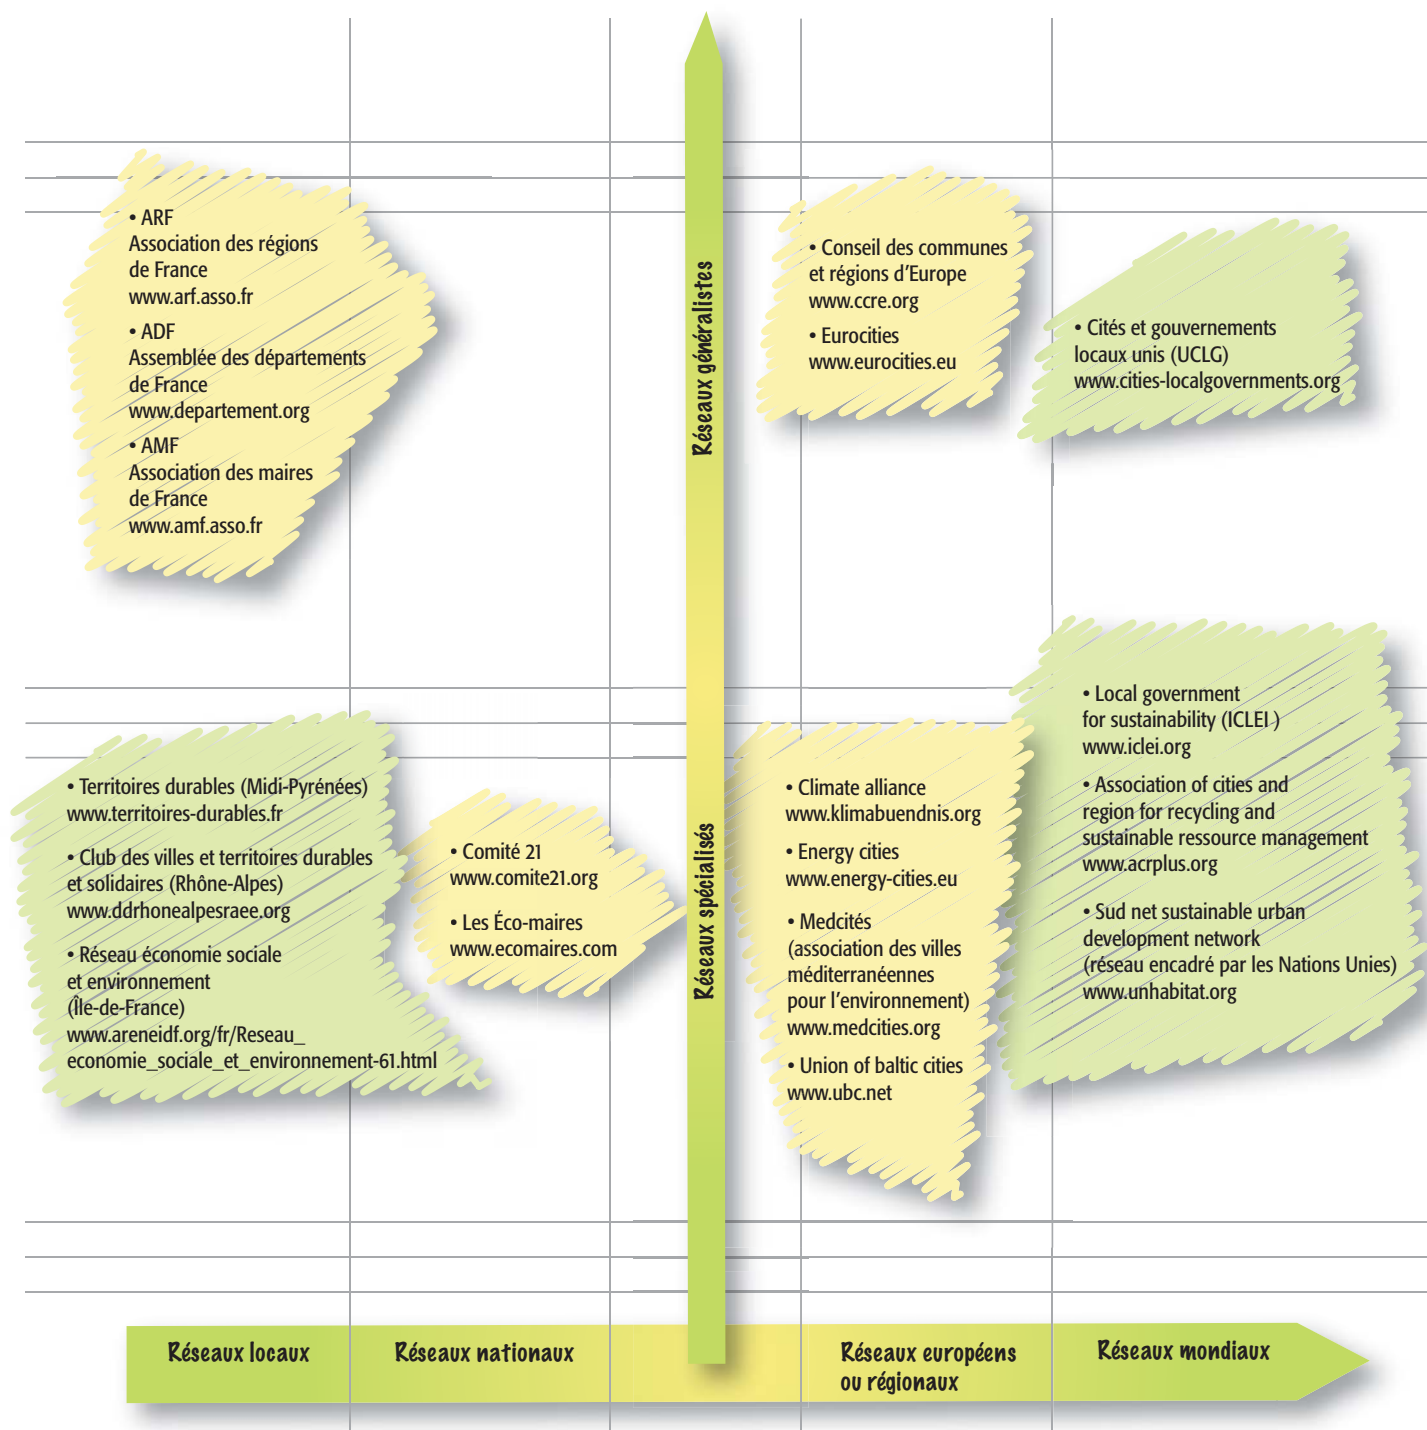 • ARF
Association des régions
de France
www.arf.asso.fr
• ADF
Assemblée des départements
de France
www.departement.org
• AMF
Association des maires
de France
www.amf.asso.fr
Réseaux généralistes
• Conseil des communes
et régions d'Europe
www.ccre.org
• Eurocities
www.eurocities.eu
• Cités et gouvernements
locaux unis (UCLG)
www.cities-localgovernments.org
• Territoires durables (Midi-Pyrénées)
www.territoires-durables.fr
• Club des villes et territoires durables
et solidaires (Rhône-Alpes)
www.ddrhonealpesraee.org
• Réseau économie sociale
et environnement
(Île-de-France)
www.areneidf.org/fr/Reseau_
economie_sociale_et_environnement-61.html
• Comité 21
www.comite21.org
• Les Éco-maires
www.ecomaires.com
Réseaux spécialisés
• Climate alliance
www.klimabuendnis.org
• Energy cities
www.energy-cities.eu
• Medcités
(association des villes
méditerranéennes
pour l'environnement)
www.medcities.org
• Union of baltic cities
www.ubc.net
• Local government
for sustainability (ICLEI )
www.iclei.org
• Association of cities and
region for recycling and
sustainable ressource management
www.acrplus.org
• Sud net sustainable urban
development network
(réseau encadré par les Nations Unies)
www.unhabitat.org
Réseaux locaux
Réseaux nationaux
Réseaux européens
ou régionaux
Réseaux mondiaux